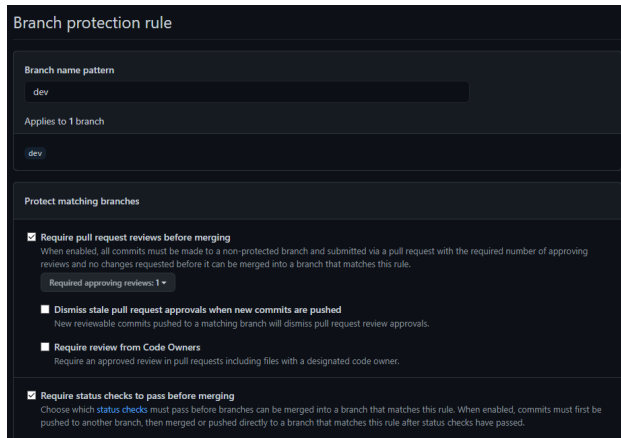 Branch protection rule
Branch name pattern
dev
Applies to 1 branch
dev
Protect matching branches
Require pull request reviews before merging
When enabled, all commits must be made to a non-protected branch and submitted via a pull request with the required number of approving
reviews and no changes requested before it can be merged into a branch that matches this rule.
Required approving reviews: 1
Dismiss stale pull request approvals when new commits are pushed
New reviewable commits pushed to a matching branch will dismiss pull request review approvals.
Require review from Code Owners
Require an approved review in pull requests including files with a designated code owner.
Require status checks to pass before merging
Choose which status checks must pass before branches can be merged into a branch that matches this rule. When enabled, commits must first be
pushed to another branch, then merged or pushed directly to a branch that matches this rule after status checks have passed.